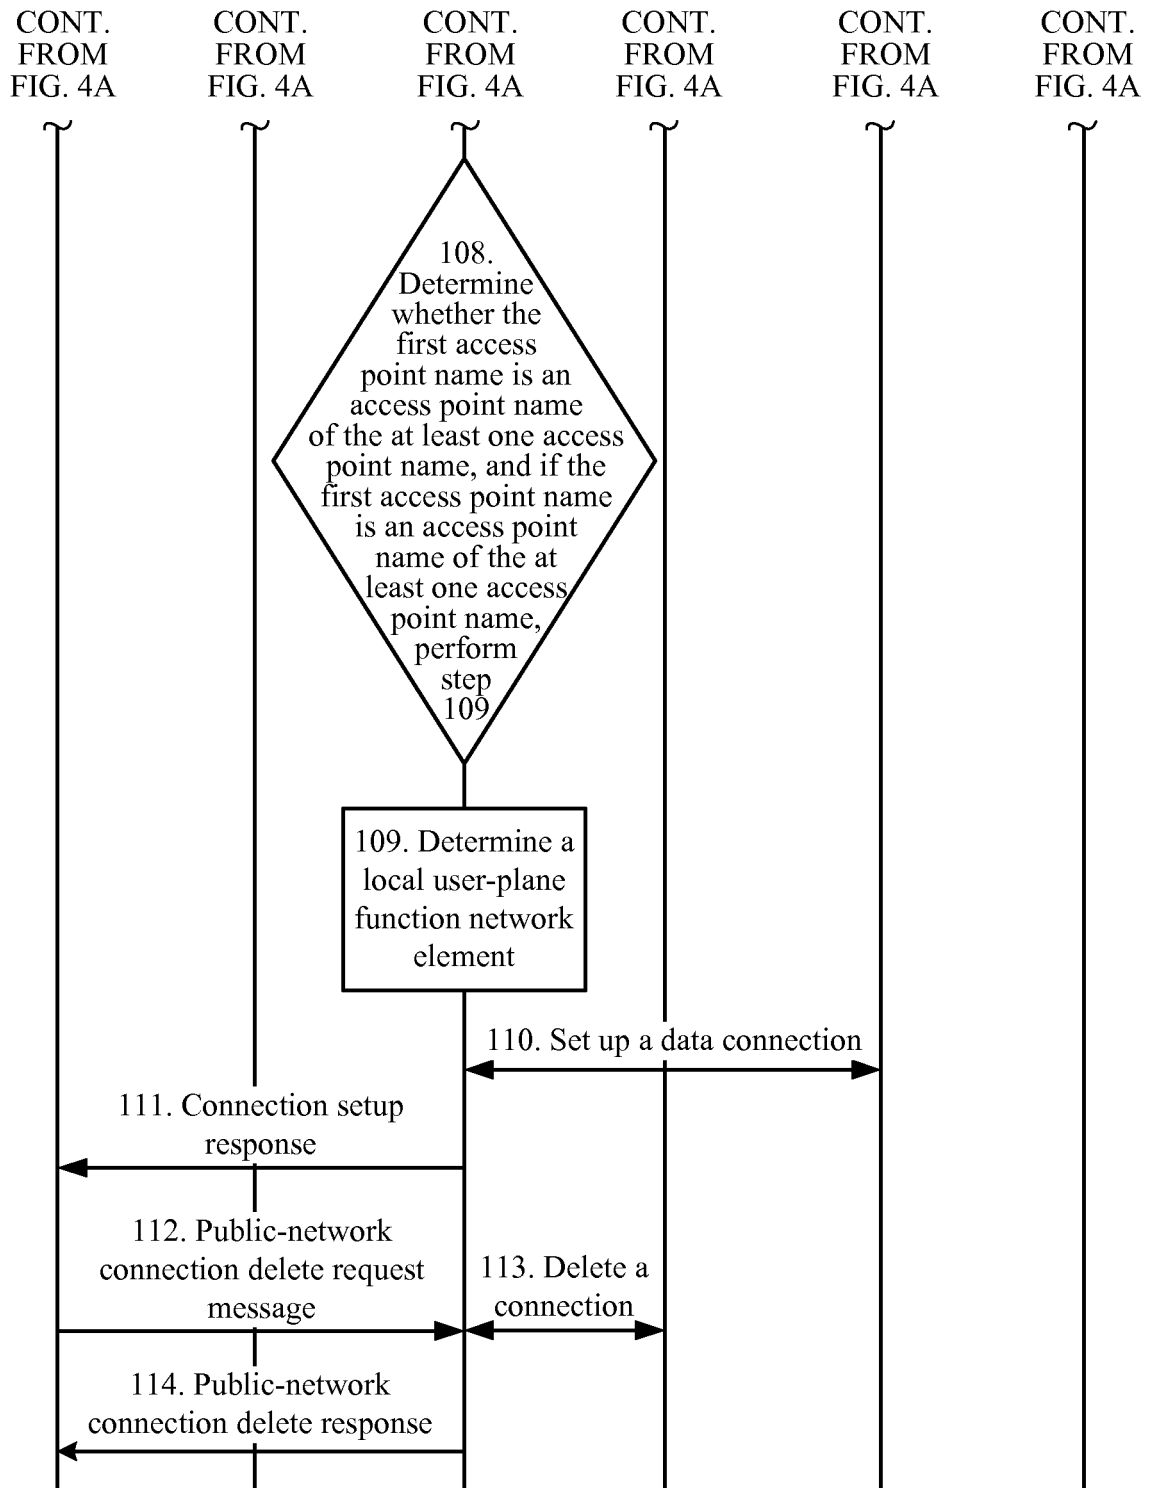 CONT. FROM FIG. 4A
CONT. FROM FIG. 4A
CONT. FROM FIG. 4A
CONT. FROM FIG. 4A
CONT. FROM FIG. 4A
CONT. FROM FIG. 4A
108.
Determine
whether the
first access
point name is an
access point name
of the at least one access
point name, and if the
first access point name
is an access point
name of the at
least one access
point name,
perform
step
109
109. Determine a
local user-plane
function network
element
110. Set up a data connection
111. Connection setup
response
112. Public-network
connection delete request
message
113. Delete a
connection
114. Public-network
connection delete response